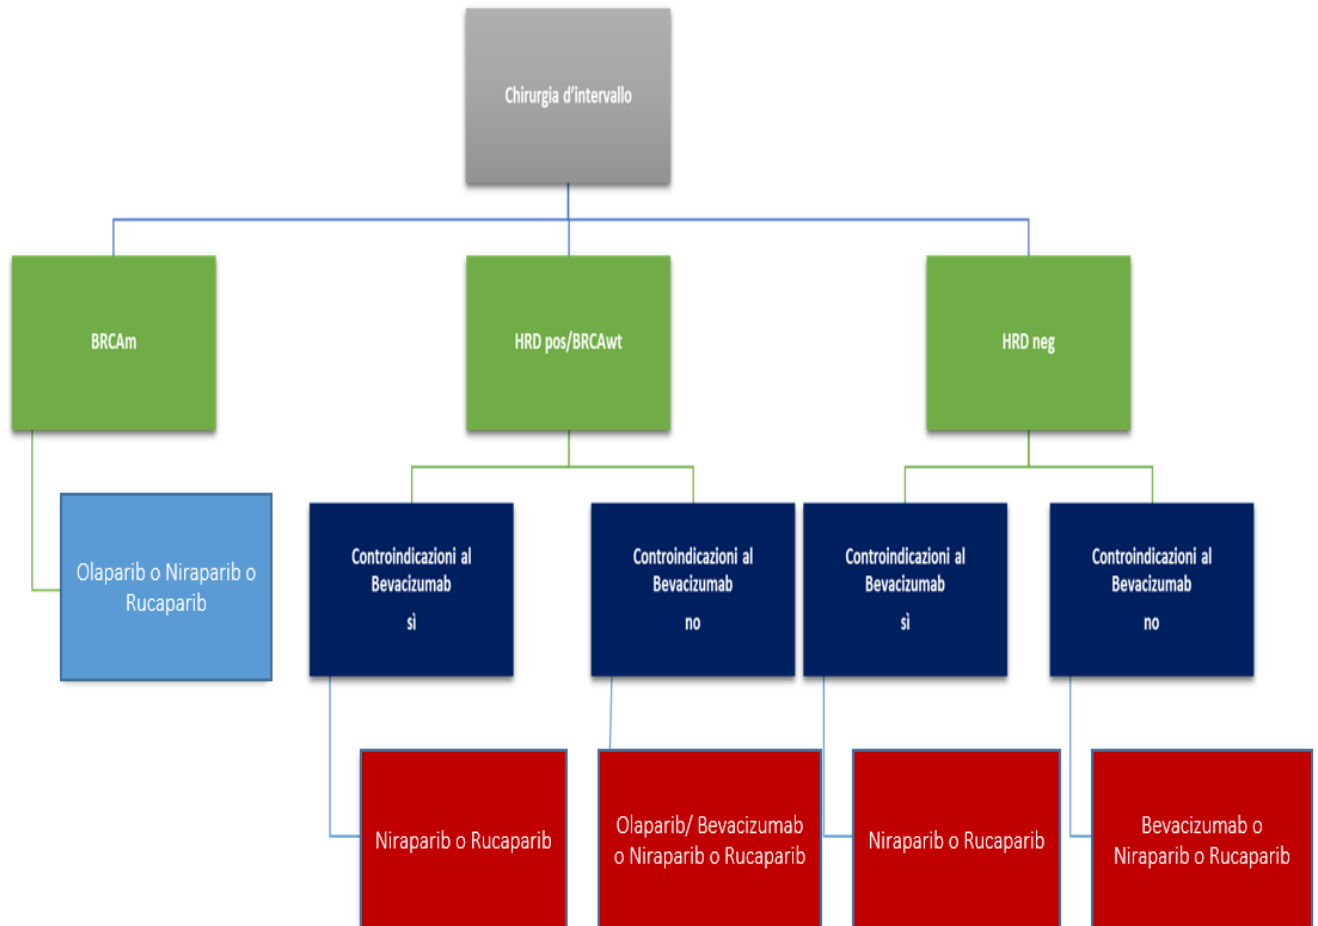 Chirurgia d'intervallo
BRCAm
HRD pos/BRCAwt
HRD neg
Olaparib o Niraparib o
Rucaparib
Controindicazioni al
Bevacizumab
sì
Controindicazioni al
Bevacizumab
no
Controindicazioni al
Bevacizumab
sì
Controindicazioni al
Bevacizumab
no
Niraparib o Rucaparib
Olaparib/ Bevacizumab
o Niraparib o Rucaparib
Niraparib o Rucaparib
Bevacizumab o
Niraparib o Rucaparib